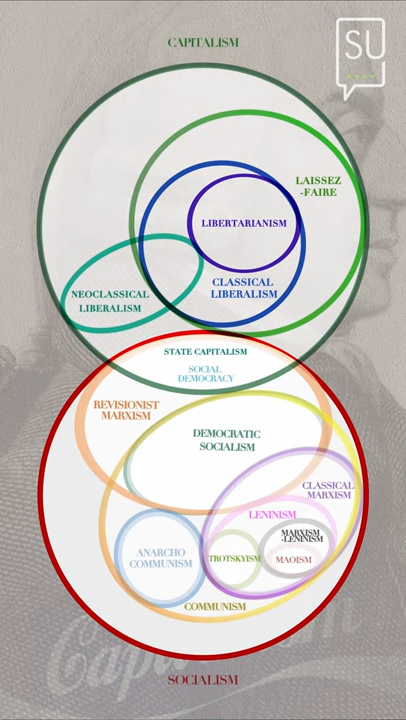 CAPITALISM
SU
LAISSEZ
-FAIRE
LIBERTARIANISM
CLASSICAL
LIBERALISM
NEOCLASSICAL
LIBERALISM
STATE CAPITALISM
SOCIAL
DEMOCRACY
REVISIONIST
MARXISM
DEMOCRATIC
SOCIALISM
CLASSICAL
MARXISM
LENINISM
MARXISM
-LENINISM
ANARCHO
COMMUNISM
TROTSKYISM
MAOISM
COMMUNISM
SOCIALISM